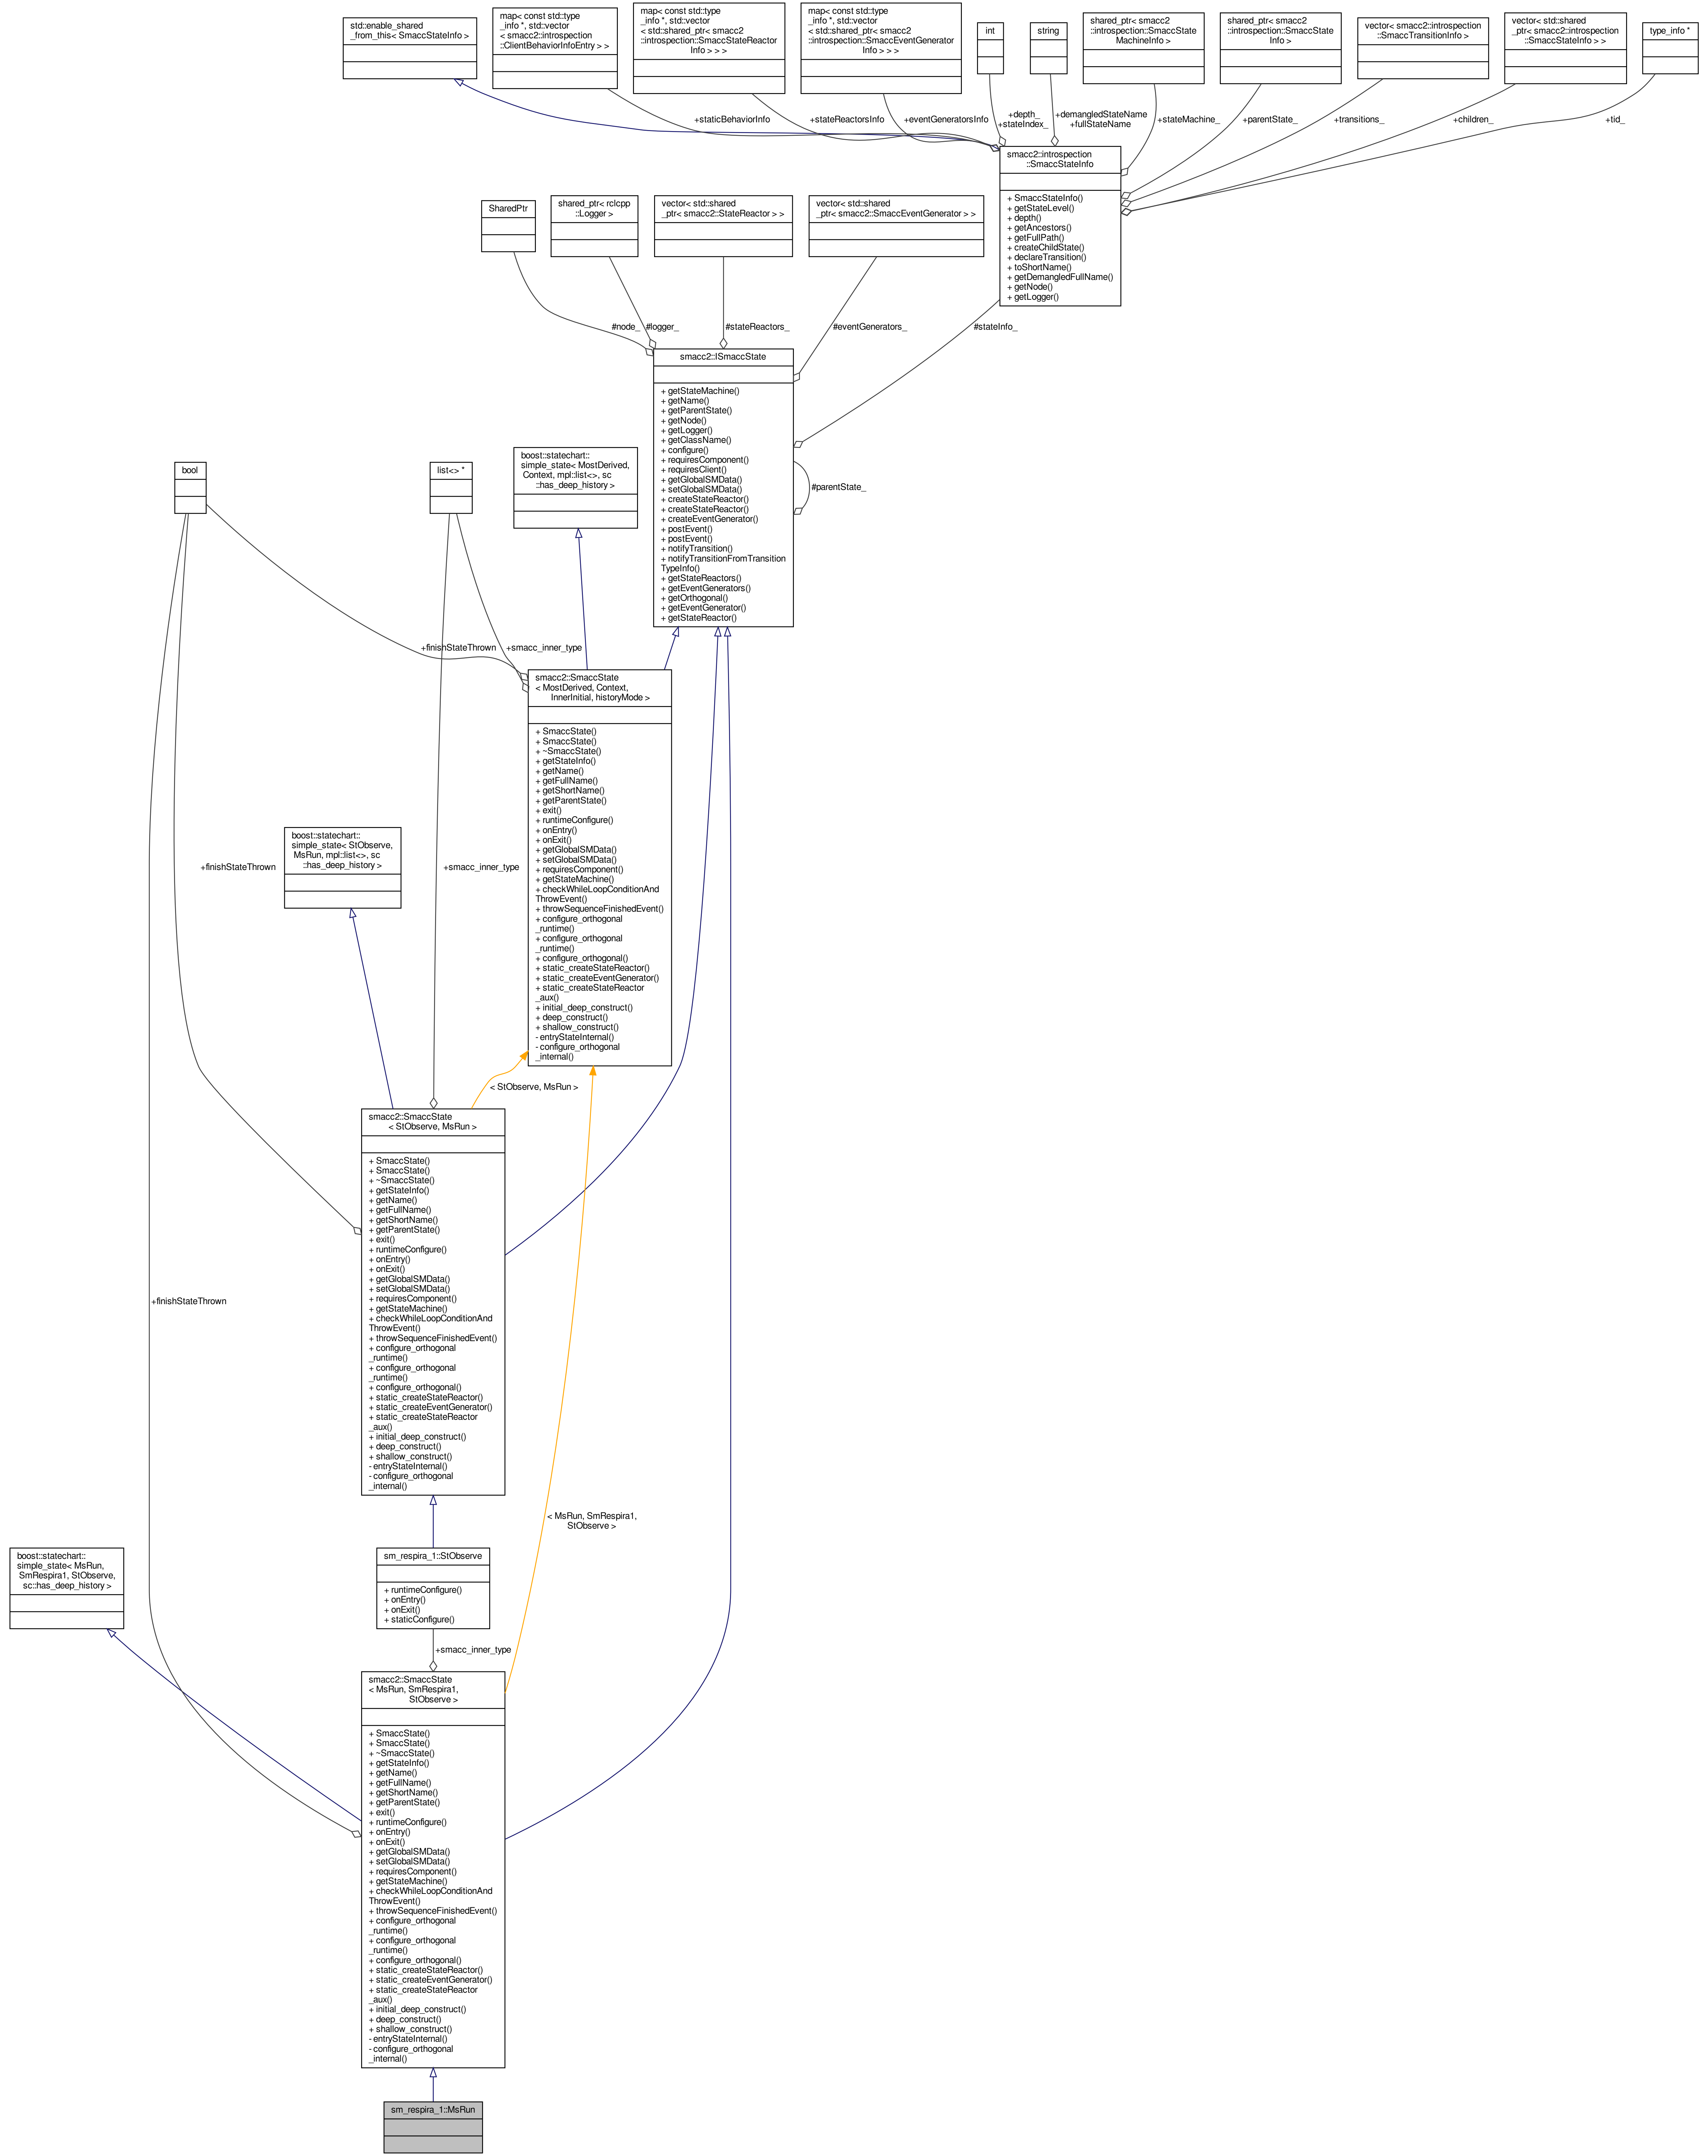 std::enable_shared
_from_this< SmaccStateInfo >
map< const std::type
_info *, std::vector
< smacc2::introspection
::ClientBehaviorInfoEntry > >
map< const std::type
_info *, std::vector
< std::shared_ptr< smacc2
::introspection::SmaccStateReactor
Info > > >
map< const std::type
_info *, std::vector
< std::shared_ptr< smacc2
::introspection::SmaccEventGenerator
Info > > >
int
string
shared_ptr< smacc2
::introspection::SmaccState
MachineInfo >
shared_ptr< smacc2
::introspection::SmaccState
Info >
vector< smacc2::introspection
::SmaccTransitionInfo >
vector< std::shared
_ptr< smacc2::introspection
::SmaccStateInfo > >
type_info *
+staticBehaviorInfo
+stateReactorsInfo
+eventGeneratorsInfo
+depth_
+stateIndex_
+demangledStateName
+fullStateName
+stateMachine_
+parentState_
+transitions_
+children_
+tid_
smacc2::introspection
::SmaccStateInfo
+ SmaccStateInfo()
+ getStateLevel()
+ depth()
+ getAncestors()
+ getFullPath()
+ createChildState()
+ declareTransition()
+ toShortName()
+ getDemangledFullName()
+ getNode()
+ getLogger()
SharedPtr
shared_ptr< rclcpp
::Logger >
vector< std::shared
_ptr< smacc2::StateReactor > >
vector< std::shared
_ptr< smacc2::SmaccEventGenerator > >
#node_
#logger_
#stateReactors_
#eventGenerators_
#stateInfo_
smacc2::ISmaccState
+ getStateMachine()
+ getName()
+ getParentState()
+ getNode()
+ getLogger()
+ getClassName()
+ configure()
+ requiresComponent()
+ requiresClient()
+ getGlobalSMData()
+ setGlobalSMData()
+ createStateReactor()
+ createStateReactor()
+ createEventGenerator()
+ postEvent()
+ postEvent()
+ notifyTransition()
+ notifyTransitionFromTransition
TypeInfo()
+ getStateReactors()
+ getEventGenerators()
+ getOrthogonal()
+ getEventGenerator()
+ getStateReactor()
#parentState_
bool
list<> *
boost::statechart::
simple_state< MostDerived,
Context, mpl::list<>, sc
::has_deep_history >
+finishStateThrown
+smacc_inner_type
smacc2::SmaccState
< MostDerived, Context,
InnerInitial, historyMode >
+ SmaccState()
+ SmaccState()
+ ~SmaccState()
+ getStateInfo()
+ getName()
+ getFullName()
+ getShortName()
+ getParentState()
+ exit()
+ runtimeConfigure()
+ onEntry()
+ onExit()
+ getGlobalSMData()
+ setGlobalSMData()
+ requiresComponent()
+ getStateMachine()
+ checkWhileLoopConditionAnd
ThrowEvent()
+ throwSequenceFinishedEvent()
+ configure_orthogonal
_runtime()
+ configure_orthogonal
_runtime()
+ configure_orthogonal()
+ static_createStateReactor()
+ static_createEventGenerator()
+ static_createStateReactor
_aux()
+ initial_deep_construct()
+ deep_construct()
+ shallow_construct()
- entryStateInternal()
- configure_orthogonal
_internal()
boost::statechart::
simple_state< StObserve,
MsRun, mpl::list<>, sc
::has_deep_history >
+finishStateThrown
+smacc_inner_type
< StObserve, MsRun >
smacc2::SmaccState
< StObserve, MsRun >
+ SmaccState()
+ SmaccState()
+ ~SmaccState()
+ getStateInfo()
+ getName()
+ getFullName()
+ getShortName()
+ getParentState()
+ exit()
+ runtimeConfigure()
+ onEntry()
+ onExit()
+ getGlobalSMData()
+ setGlobalSMData()
+ requiresComponent()
+ getStateMachine()
+ checkWhileLoopConditionAnd
ThrowEvent()
+ throwSequenceFinishedEvent()
+ configure_orthogonal
_runtime()
+ configure_orthogonal
_runtime()
+ configure_orthogonal()
+ static_createStateReactor()
+ static_createEventGenerator()
+ static_createStateReactor
_aux()
+ initial_deep_construct()
+ deep_construct()
+ shallow_construct()
- entryStateInternal()
- configure_orthogonal
_internal()
+finishStateThrown
< MsRun, SmRespira1,
StObserve >
boost::statechart::
simple_state< MsRun,
SmRespira1, StObserve,
sc::has_deep_history >
sm_respira_1::StObserve
+ runtimeConfigure()
+ onEntry()
+ onExit()
+ staticConfigure()
+smacc_inner_type
smacc2::SmaccState
< MsRun, SmRespira1,
StObserve >
+ SmaccState()
+ SmaccState()
+ ~SmaccState()
+ getStateInfo()
+ getName()
+ getFullName()
+ getShortName()
+ getParentState()
+ exit()
+ runtimeConfigure()
+ onEntry()
+ onExit()
+ getGlobalSMData()
+ setGlobalSMData()
+ requiresComponent()
+ getStateMachine()
+ checkWhileLoopConditionAnd
ThrowEvent()
+ throwSequenceFinishedEvent()
+ configure_orthogonal
_runtime()
+ configure_orthogonal
_runtime()
+ configure_orthogonal()
+ static_createStateReactor()
+ static_createEventGenerator()
+ static_createStateReactor
_aux()
+ initial_deep_construct()
+ deep_construct()
+ shallow_construct()
- entryStateInternal()
- configure_orthogonal
_internal()
sm_respira_1::MsRun